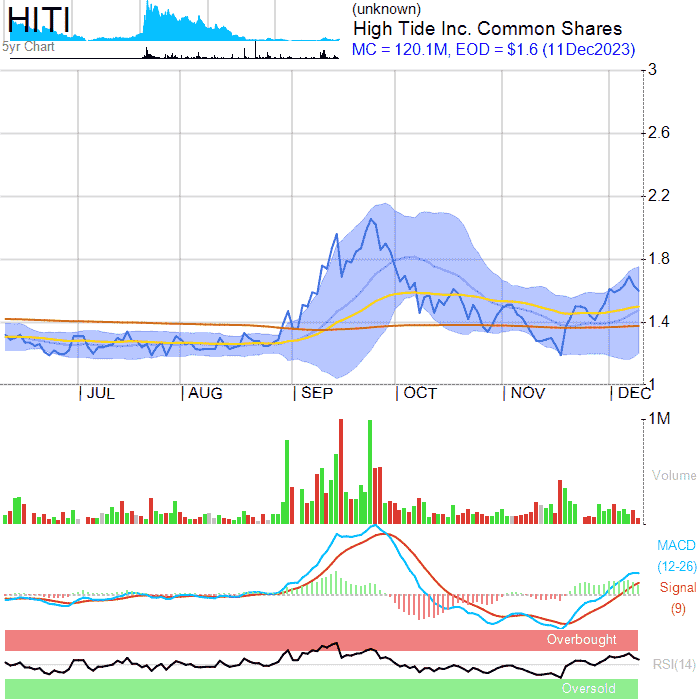 HITI
5yr Chart
(unknown)
High Tide Inc. Common Shares
MC = 120.1M, EOD = $1.6 (11Dec2023)
3
2.6
2.2
1.8
1.4
1
| JUL | AUG | SEP | OCT | NOV | DEC
1M
Volume
MACD
(12-26)
Signal
(9)
Overbought
RSI(14)
Oversold